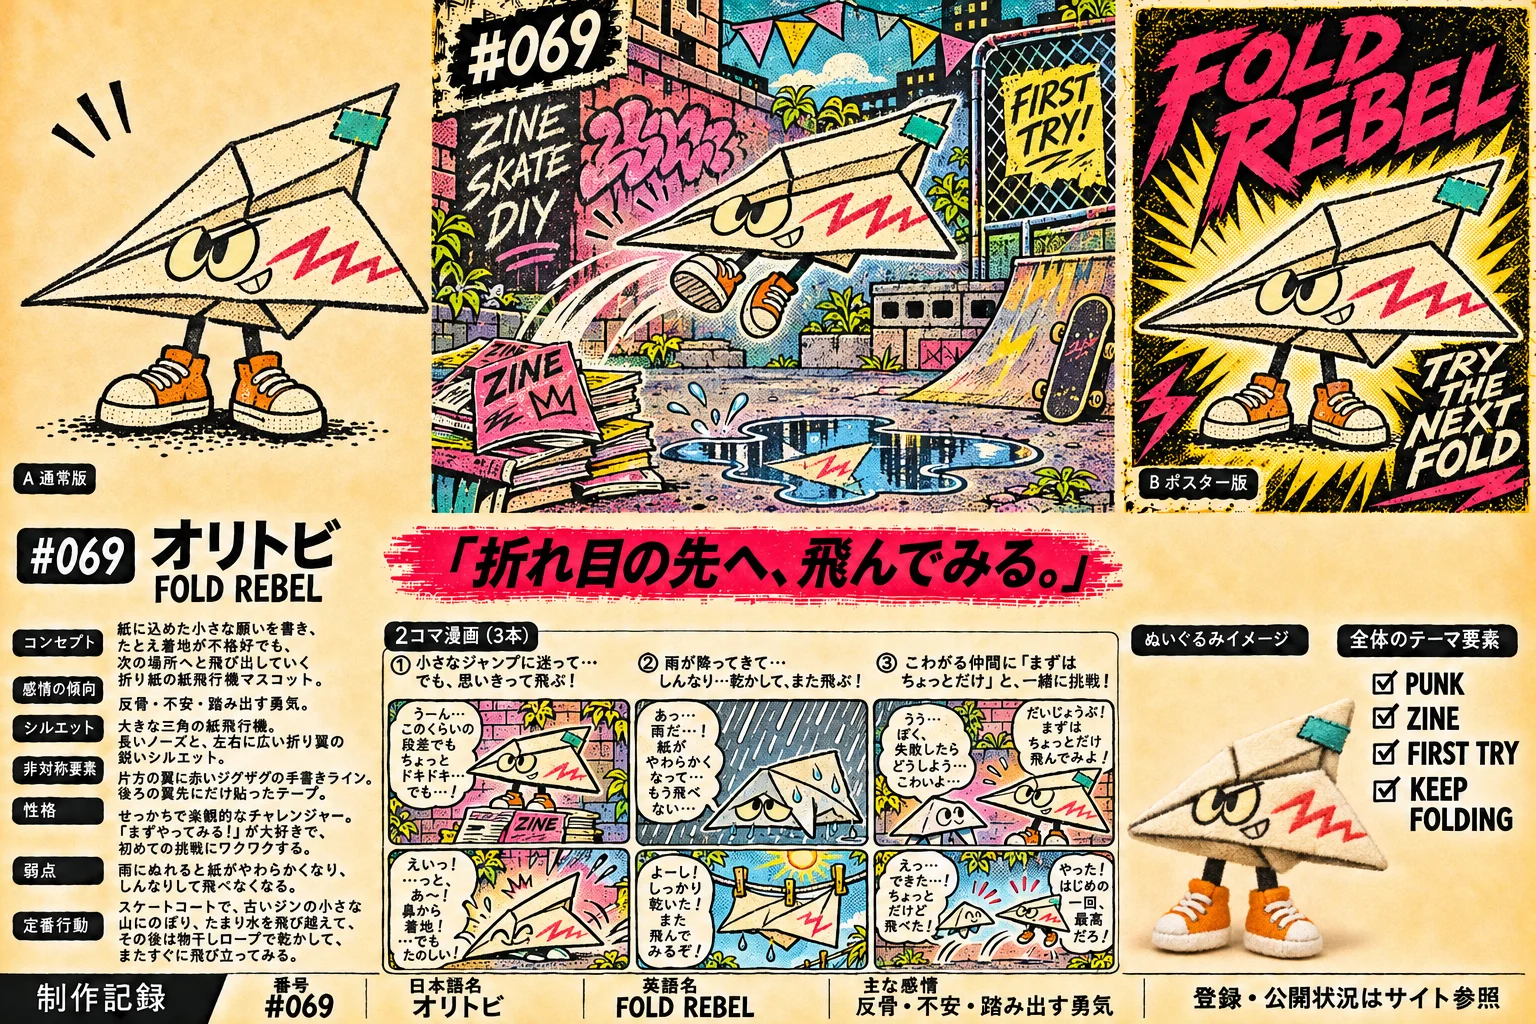 A 通常版
#069
ZINE
SKATE
DIY
FIRST
TRY!
ZINE
ZINE
FOLD
REBEL
TRY
THE
NEXT
FOLD
B ポスター版
#069
オリトビ
FOLD REBEL
「折れ目の先へ、飛んでみる。」
コンセプト
紙に込めた小さな願いを書き、
たとえ着地が不格好でも、
次の場所へと飛び出していく
折り紙の紙飛行機マスコット。
感情の傾向
反骨・不安・踏み出す勇気。
シルエット
大きな三角の紙飛行機。
長いノーズと、左右に広い折り翼の
鋭いシルエット。
非対称要素
片方の翼に赤いジグザグの手書きライン。
後ろの翼先にだけ貼ったテープ。
性格
せっかちで楽観的なチャレンジャー。
「まずやってみる!」が大好きで、
初めての挑戦にワクワクする。
弱点
雨にぬれると紙がやわらかくなり、
しんなりして飛べなくなる。
定番行動
スケートコートで、古いジンの小さな
山にのぼり、たまり水を飛び越えて、
その後は物干しロープで乾かして、
またすぐに飛び立ってみる。
2コマ漫画(3本)
① 小さなジャンプに迷って…
でも、思いきって飛ぶ!
うーん…
このくらいの
段差でも
ちょっと
ドキドキ…
でも…!
ZINE
えいっ!
…っと、
あ〜!
鼻から
着地!
…でも
たのしい!
② 雨が降ってきて…
しんなり…乾かして、また飛ぶ!
あっ…
雨だ…!
紙が
やわらかく
なって…
もう飛べ
ない…
よーし!
しっかり
乾いた!
また
飛んで
みるぞ!
③ こわがる仲間に「まずは
ちょっとだけ」と、一緒に挑戦!
うぅ…
ぼく、
失敗したら
どうしよう…
こわいよ…
だいじょうぶ!
まずは
ちょっとだけ
飛んでみよ!
えっ…
できた…!
ちょっと
だけど
飛べた!
やった!
はじめの
一回、
最高
だろ!
ぬいぐるみイメージ
全体のテーマ要素
PUNK
ZINE
FIRST TRY
KEEP
FOLDING
制作記録
番号
#069
日本語名
オリトビ
英語名
FOLD REBEL
主な感情
反骨・不安・踏み出す勇気
登録・公開状況はサイト参照